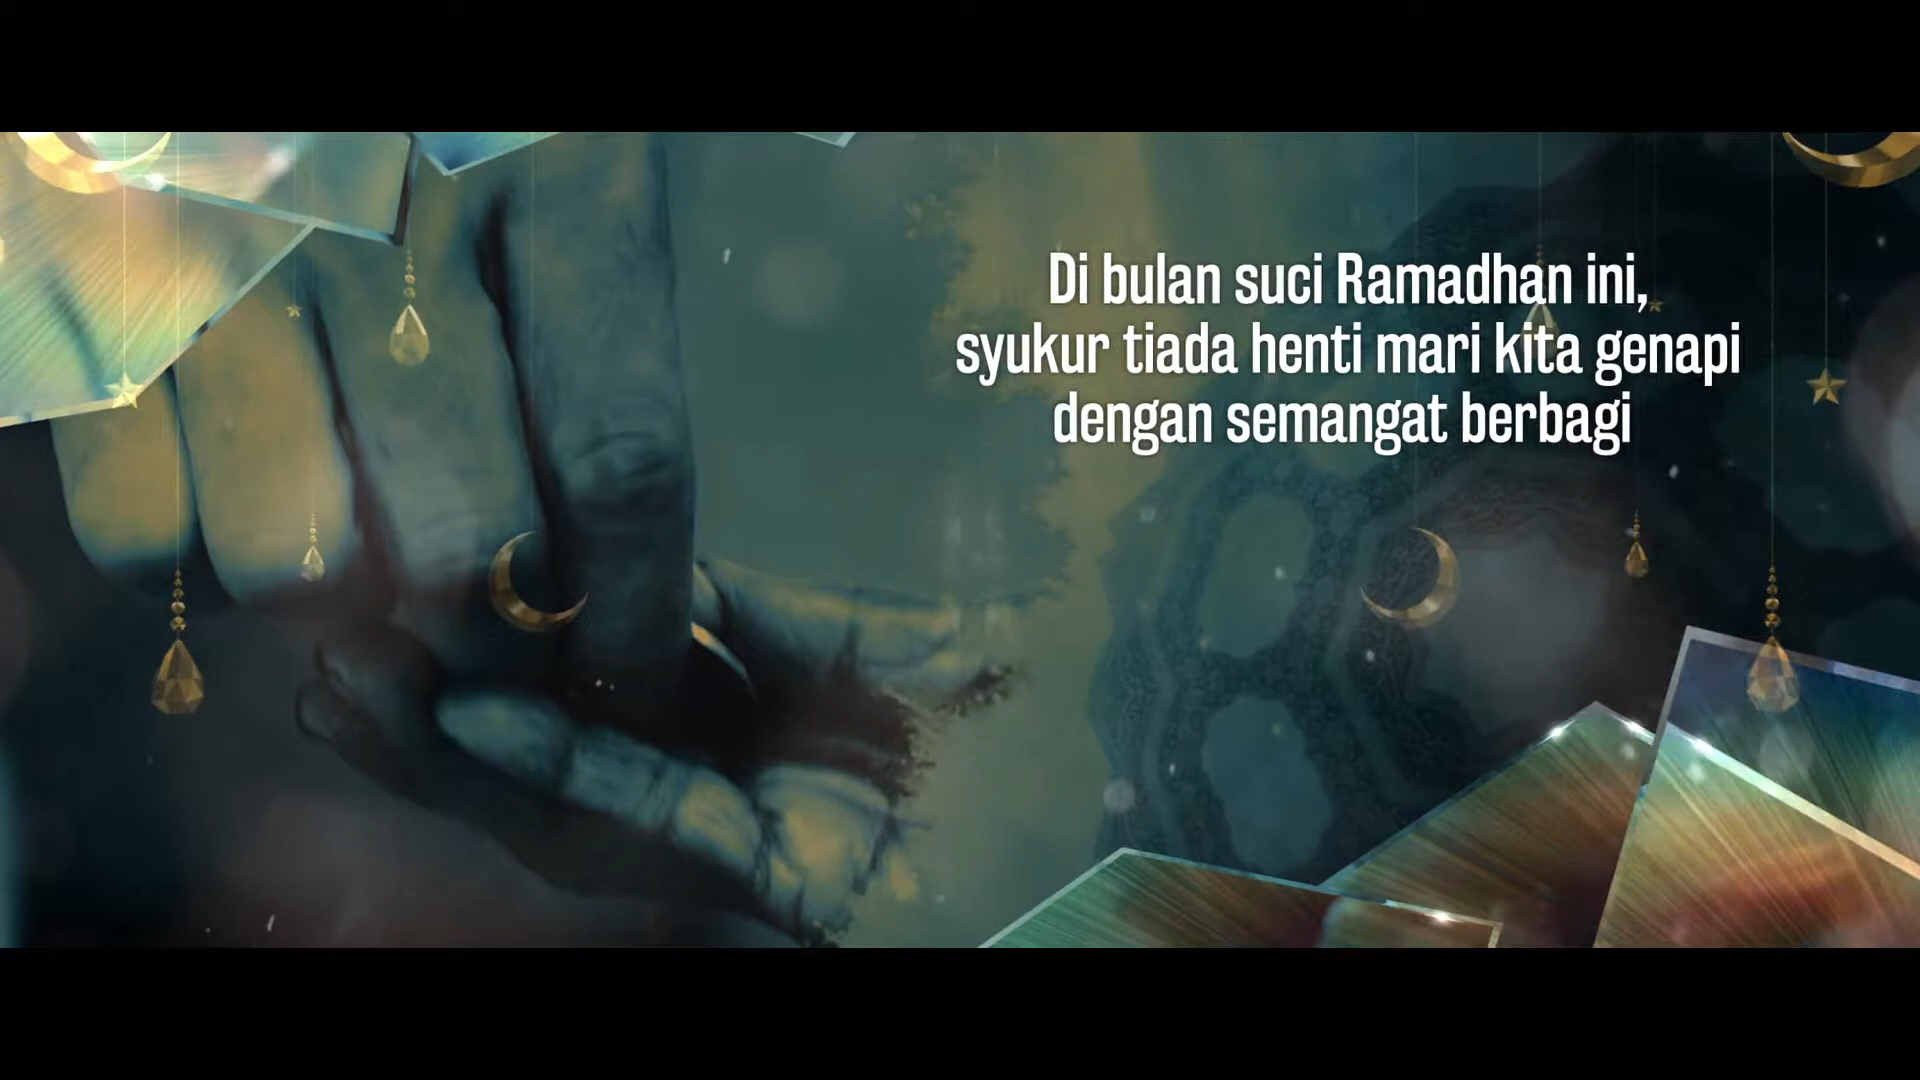 Di bulan suci Ramadhan ini,
syukur tiada henti mari kita genapi
dengan semangat berbagi